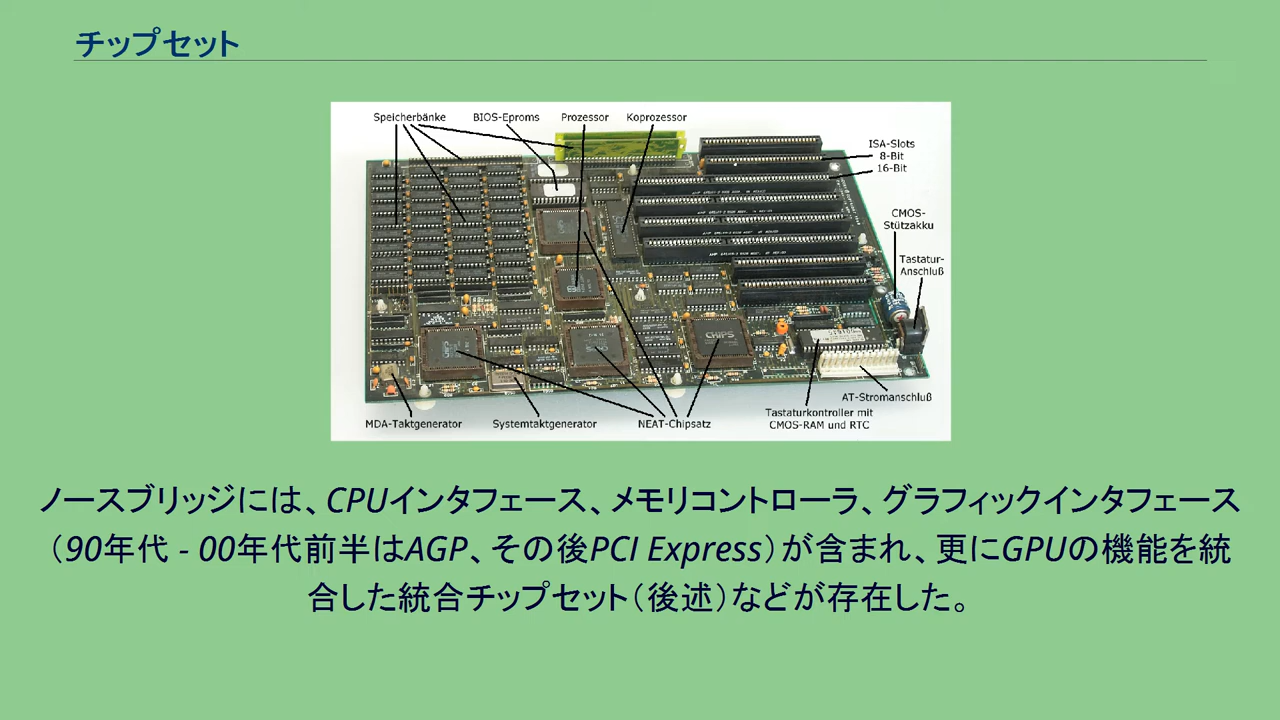 チップセット
Speicherbänke BIOS-Eproms Prozessor Koprozessor
ISA-Slots
8-Bit
16-Bit
CMOS-
Stützakku
Tastatur-
Anschluß
CHIPS
AT-Stromanschluß
Tastaturkontroller mit
CMOS-RAM und RTC
MDA-Taktgenerator Systemtaktgenerator NEAT-Chipsatz
ノースブリッジには、CPUインタフェース、メモリコントローラ、グラフィックインタフェース
（90年代 - 00年代前半はAGP、その後PCI Express）が含まれ、更にGPUの機能を統
合した統合チップセット（後述）などが存在した。